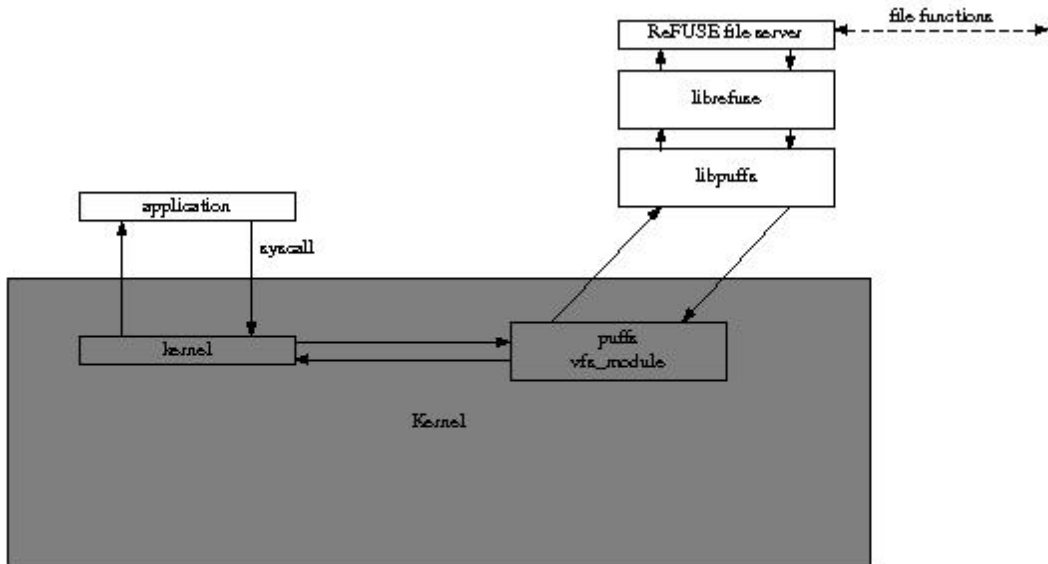 file functions
ReFUSE file server
librefuse
libpuffs
application
syscall
kernel
puffs
vfs_module
Kernel